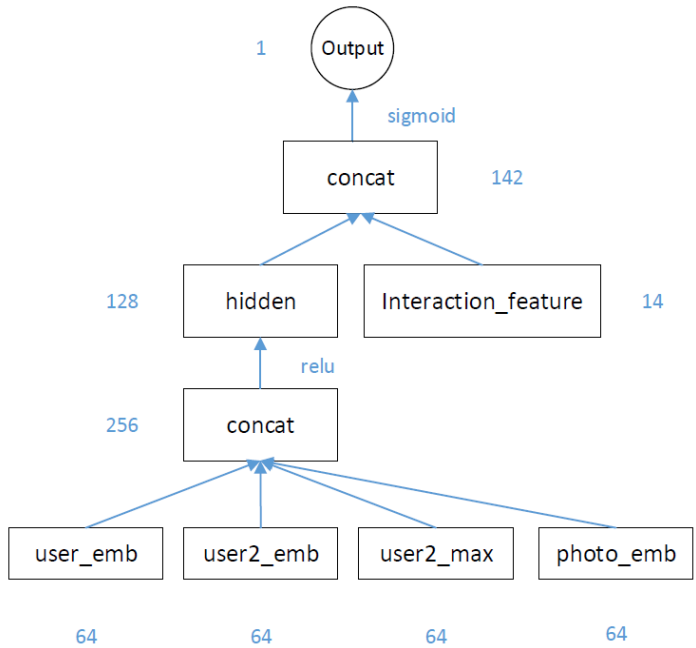 1
Output
sigmoid
concat
142
128
hidden
Interaction_feature
14
relu
256
concat
user_emb
user2_emb
user2_max
photo_emb
64
64
64
64